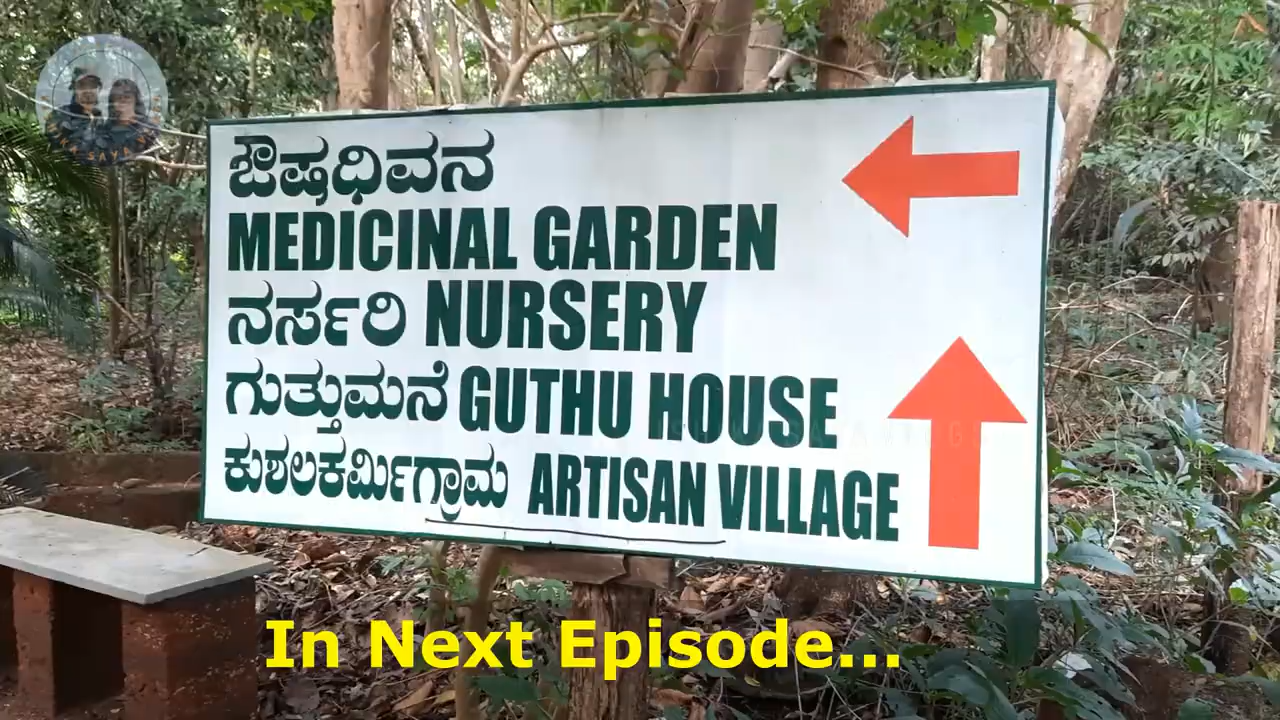 ಔಷಧಿವನ
MEDICINAL GARDEN
ನರ್ಸರಿ NURSERY
ಗುತ್ತುಮನೆ GUTHU HOUSE
ಕುಶಲಕರ್ಮಿಗ್ರಾಮ ARTISAN VILLAGE
In Next Episode...